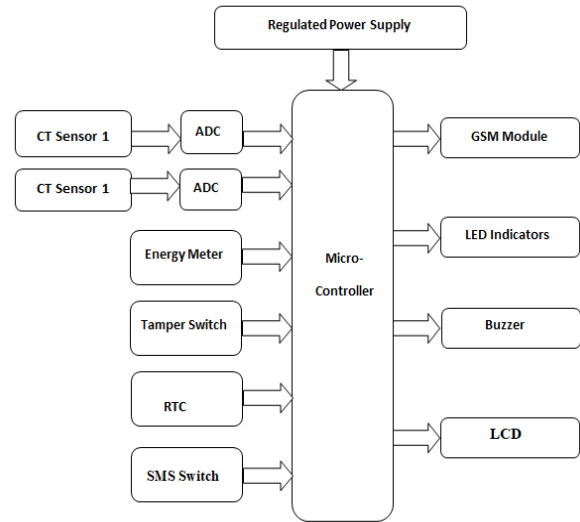 Regulated Power Supply
CT Sensor 1
ADC
GSM Module
CT Sensor 1
ADC
LED Indicators
Energy Meter
Micro-
Controller
Tamper Switch
Buzzer
RTC
LCD
SMS Switch